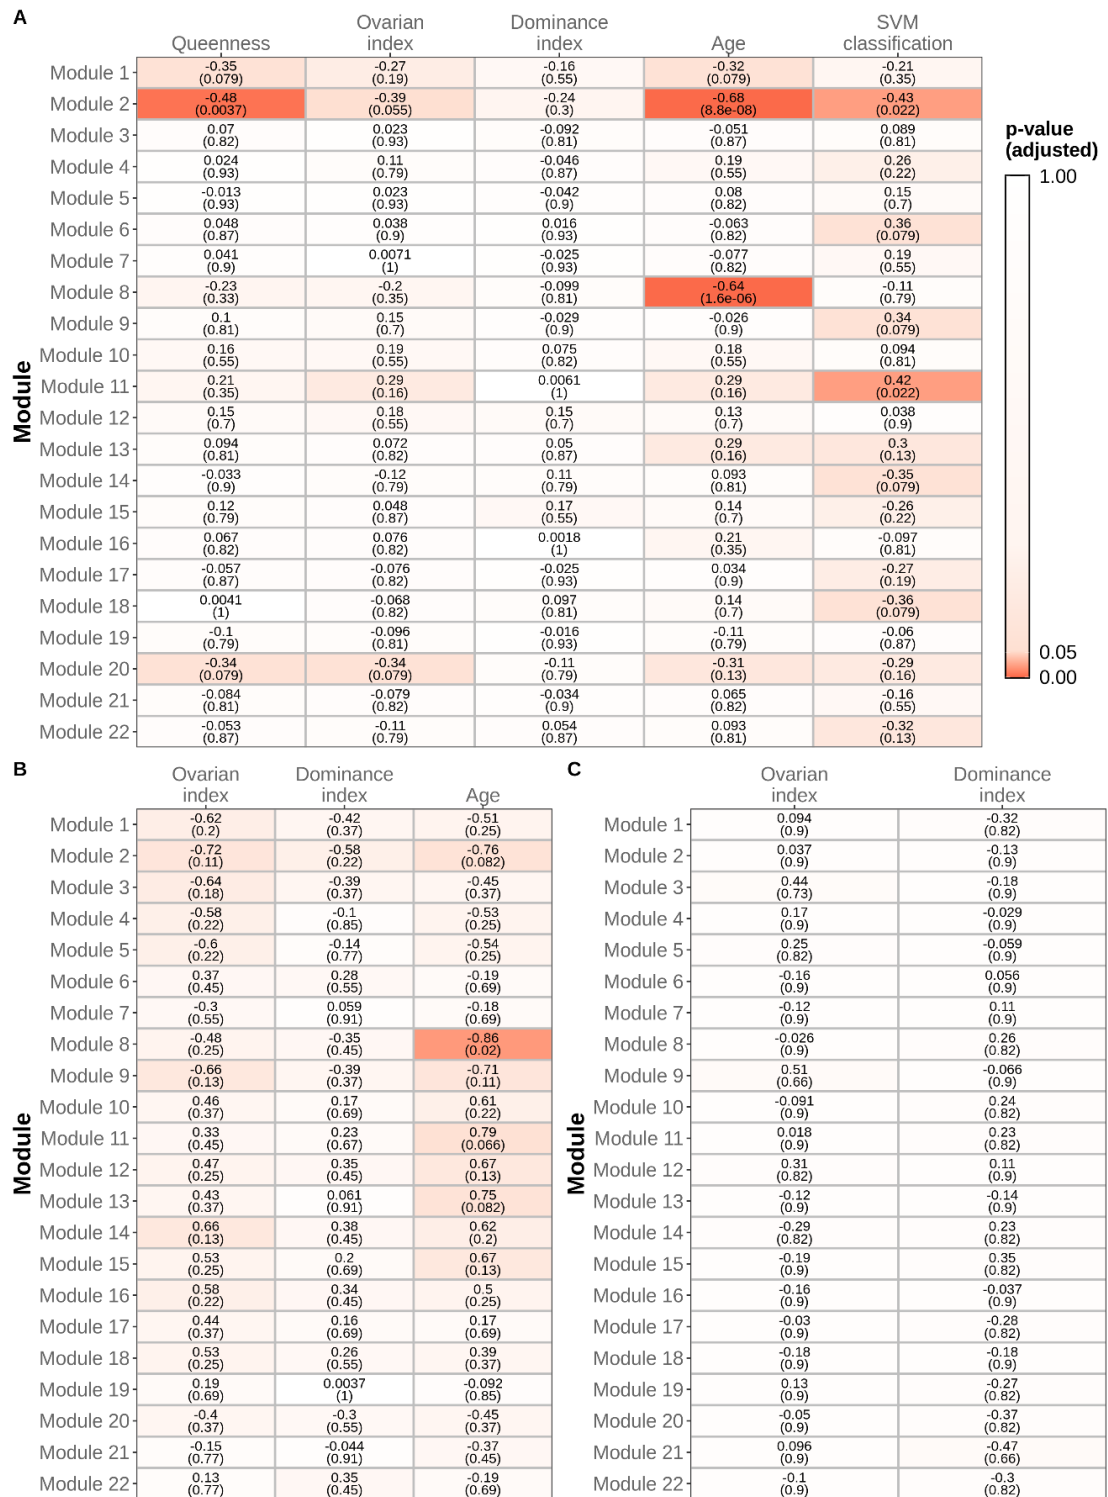 A
Queenness Ovarian index Dominance index Age SVM classification
Module 1 -0.35 (0.079) -0.27 (0.19) -0.16 (0.55) -0.32 (0.079) -0.21 (0.35)
Module 2 -0.48 (0.0037) -0.39 (0.055) -0.24 (0.3) -0.68 (8.8e-08) -0.43 (0.022)
Module 3 0.07 (0.82) 0.023 (0.93) -0.092 (0.81) -0.051 (0.87) 0.089 (0.81)
Module 4 0.024 (0.93) 0.11 (0.79) -0.046 (0.87) 0.19 (0.55) 0.26 (0.22)
Module 5 -0.013 (0.93) 0.023 (0.93) -0.042 (0.9) 0.08 (0.82) 0.15 (0.7)
Module 6 0.048 (0.87) 0.038 (0.9) 0.016 (0.93) -0.063 (0.82) 0.36 (0.079)
Module 7 0.041 (0.9) 0.0071 (1) -0.025 (0.93) -0.077 (0.82) 0.19 (0.55)
Module 8 -0.23 (0.33) -0.2 (0.35) -0.099 (0.81) -0.64 (1.6e-06) -0.11 (0.79)
Module 9 0.1 (0.81) 0.15 (0.7) -0.029 (0.9) -0.026 (0.9) 0.34 (0.079)
Module 10 0.16 (0.55) 0.19 (0.55) 0.075 (0.82) 0.18 (0.55) 0.094 (0.81)
Module 11 0.21 (0.35) 0.29 (0.16) 0.0061 (1) 0.29 (0.16) 0.42 (0.022)
Module 12 0.15 (0.7) 0.18 (0.55) 0.15 (0.7) 0.13 (0.7) 0.038 (0.9)
Module 13 0.094 (0.81) 0.072 (0.82) 0.05 (0.87) 0.29 (0.16) 0.3 (0.13)
Module 14 -0.033 (0.9) -0.12 (0.79) 0.11 (0.79) 0.093 (0.81) -0.35 (0.079)
Module 15 0.12 (0.79) 0.048 (0.87) 0.17 (0.55) 0.14 (0.7) -0.26 (0.22)
Module 16 0.067 (0.82) 0.076 (0.82) 0.0018 (1) 0.21 (0.35) -0.097 (0.81)
Module 17 -0.057 (0.87) -0.076 (0.82) -0.025 (0.93) 0.034 (0.9) -0.27 (0.19)
Module 18 0.0041 (1) -0.068 (0.82) 0.097 (0.81) 0.14 (0.7) -0.36 (0.079)
Module 19 -0.1 (0.79) -0.096 (0.81) -0.016 (0.93) -0.11 (0.79) -0.06 (0.87)
Module 20 -0.34 (0.079) -0.34 (0.079) -0.11 (0.79) -0.31 (0.13) -0.29 (0.16)
Module 21 -0.084 (0.81) -0.079 (0.82) -0.034 (0.9) 0.065 (0.82) -0.16 (0.55)
Module 22 -0.053 (0.87) -0.11 (0.79) 0.054 (0.87) 0.093 (0.81) -0.32 (0.13)
Module
p-value
(adjusted)
1.00
0.05
0.00
B
Ovarian index Dominance index Age
Module 1 -0.62 (0.2) -0.42 (0.37) -0.51 (0.25)
Module 2 -0.72 (0.11) -0.58 (0.22) -0.76 (0.082)
Module 3 -0.64 (0.18) -0.39 (0.37) -0.45 (0.37)
Module 4 -0.58 (0.22) -0.1 (0.85) -0.53 (0.25)
Module 5 -0.6 (0.22) -0.14 (0.77) -0.54 (0.25)
Module 6 0.37 (0.45) 0.28 (0.55) -0.19 (0.69)
Module 7 -0.3 (0.55) 0.059 (0.91) -0.18 (0.69)
Module 8 -0.48 (0.25) -0.35 (0.45) -0.86 (0.02)
Module 9 -0.66 (0.13) -0.39 (0.37) -0.71 (0.11)
Module 10 0.46 (0.37) 0.17 (0.69) 0.61 (0.22)
Module 11 0.33 (0.45) 0.23 (0.67) 0.79 (0.066)
Module 12 0.47 (0.25) 0.35 (0.45) 0.67 (0.13)
Module 13 0.43 (0.37) 0.061 (0.91) 0.75 (0.082)
Module 14 0.66 (0.13) 0.38 (0.45) 0.62 (0.2)
Module 15 0.53 (0.25) 0.2 (0.69) 0.67 (0.13)
Module 16 0.58 (0.22) 0.34 (0.45) 0.5 (0.25)
Module 17 0.44 (0.37) 0.16 (0.69) 0.17 (0.69)
Module 18 0.53 (0.25) 0.26 (0.55) 0.39 (0.37)
Module 19 0.19 (0.69) 0.0037 (1) -0.092 (0.85)
Module 20 -0.4 (0.37) -0.3 (0.55) -0.45 (0.37)
Module 21 -0.15 (0.77) -0.044 (0.91) -0.37 (0.45)
Module 22 0.13 (0.77) 0.35 (0.45) -0.19 (0.69)
Module
C
Ovarian index Dominance index
Module 1 0.094 (0.9) -0.32 (0.82)
Module 2 0.037 (0.9) -0.13 (0.9)
Module 3 0.44 (0.73) -0.18 (0.9)
Module 4 0.17 (0.9) -0.029 (0.9)
Module 5 0.25 (0.82) -0.059 (0.9)
Module 6 -0.16 (0.9) 0.056 (0.9)
Module 7 -0.12 (0.9) 0.11 (0.9)
Module 8 -0.026 (0.9) 0.26 (0.82)
Module 9 0.51 (0.66) -0.066 (0.9)
Module 10 -0.091 (0.9) 0.24 (0.82)
Module 11 0.018 (0.9) 0.23 (0.82)
Module 12 0.31 (0.82) 0.11 (0.9)
Module 13 -0.12 (0.9) -0.14 (0.9)
Module 14 -0.29 (0.82) 0.23 (0.82)
Module 15 -0.19 (0.9) 0.35 (0.82)
Module 16 -0.16 (0.9) -0.037 (0.9)
Module 17 -0.03 (0.9) -0.28 (0.82)
Module 18 -0.18 (0.9) -0.18 (0.9)
Module 19 0.13 (0.9) -0.27 (0.82)
Module 20 -0.05 (0.9) -0.37 (0.82)
Module 21 0.096 (0.9) -0.47 (0.66)
Module 22 -0.1 (0.9) -0.3 (0.82)
Module